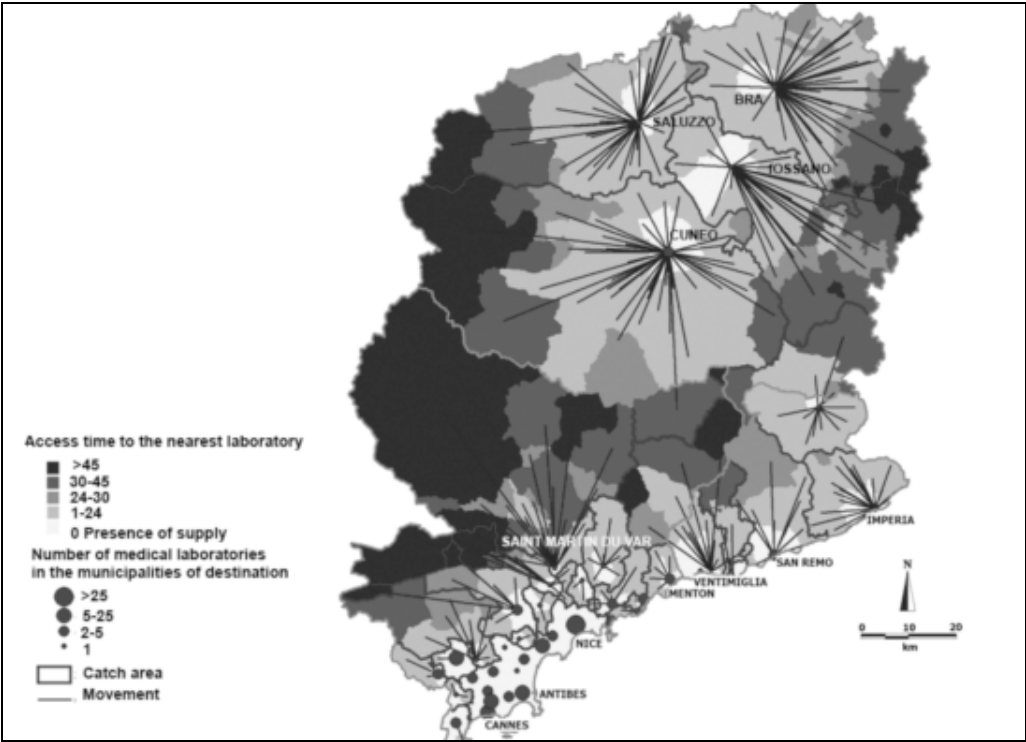 SALUZZO
BRA
fOSSANO
CUNEO
Access time to the nearest laboratory
>45
30-45
24-30
1-24
0 Presence of supply
Number of medical laboratories
in the municipalities of destination
>25
5-25
2-5
1
Catch area
Movement
SAINT MARTIN DU VAR
IMPERIA
SAN REMO
VENTIMIGLIA
MENTON
NICE
ANTIBES
CANNES
N
0 10 20
km